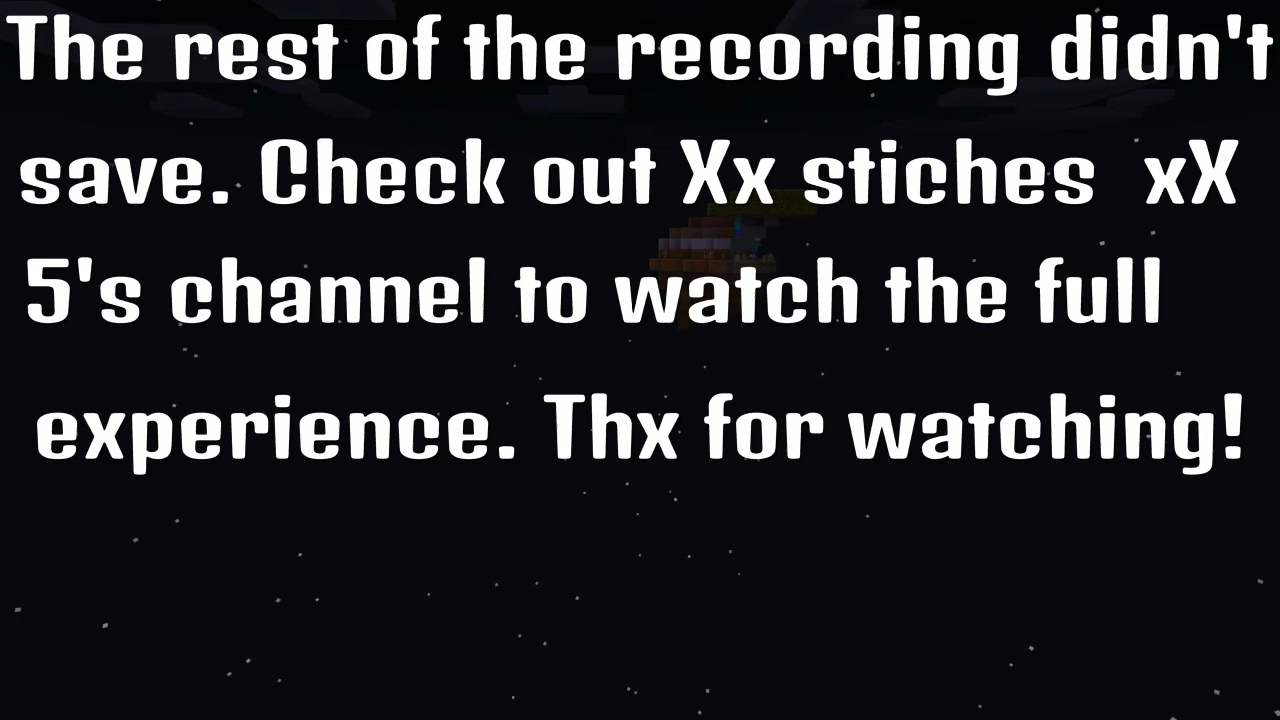 The rest of the recording didn't
save. Check out Xx stiches xX
5's channel to watch the full
experience. Thx for watching!